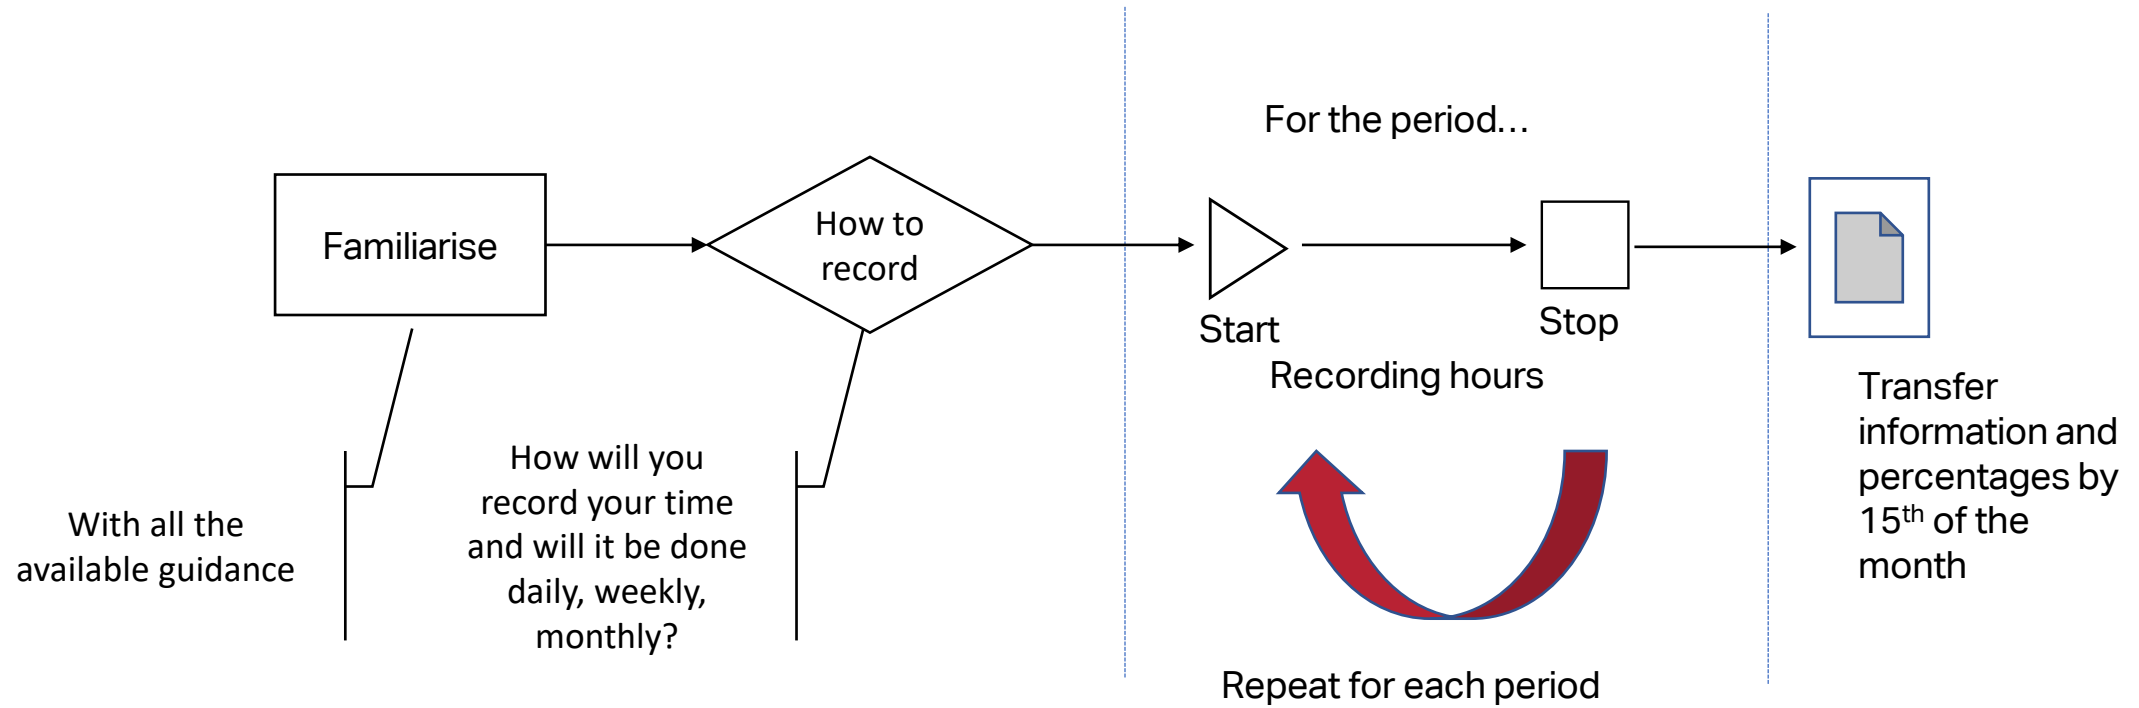 Familiarise
With all the
available guidance
How to
record
How will you
record your time
and will it be done
daily, weekly,
monthly?
For the period...
Start
Stop
Recording hours
Repeat for each period
Transfer
information and
percentages by
15th of the
month